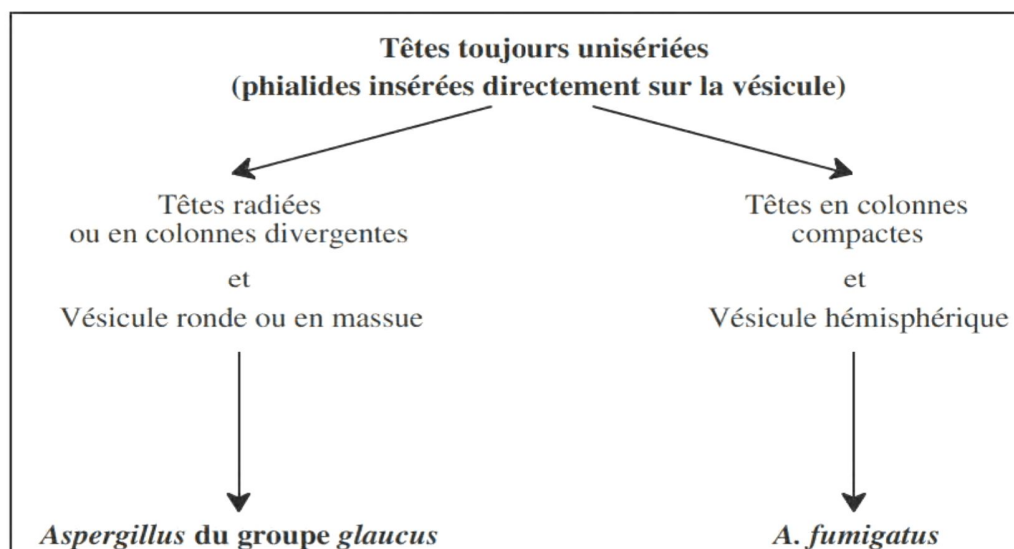 Têtes toujours unisériées
(phialides insérées directement sur la vésicule)
Têtes radiées
ou en colonnes divergentes
et
Vésicule ronde ou en massue
Têtes en colonnes
compactes
et
Vésicule hémisphérique
Aspergillus du groupe glaucus
A. fumigatus